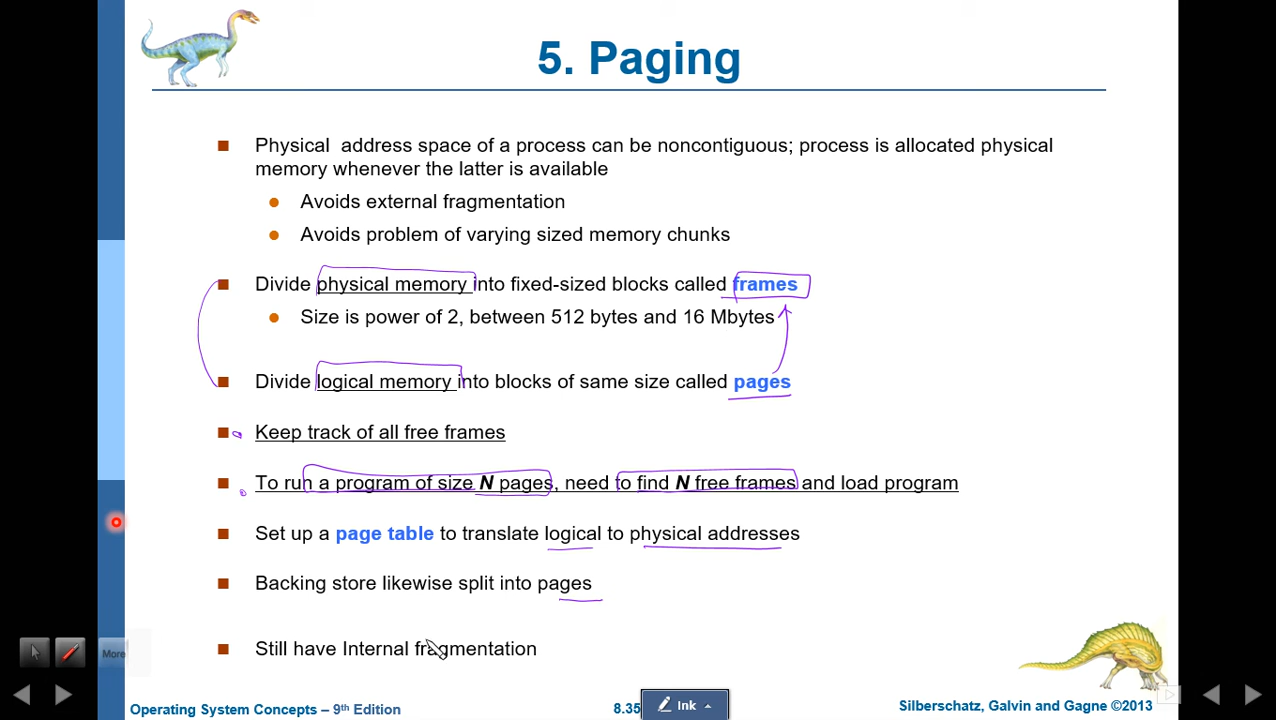 5. Paging
Physical address space of a process can be noncontiguous; process is allocated physical
memory whenever the latter is available
Avoids external fragmentation
Avoids problem of varying sized memory chunks
Divide physical memory into fixed-sized blocks called frames
Size is power of 2, between 512 bytes and 16 Mbytes
Divide logical memory into blocks of same size called pages
Keep track of all free frames
To run a program of size N pages, need to find N free frames and load program
Set up a page table to translate logical to physical addresses
Backing store likewise split into pages
Still have Internal fragmentation
More
Operating System Concepts – 9th Edition
8.35
Ink
Silberschatz, Galvin and Gagne ©2013